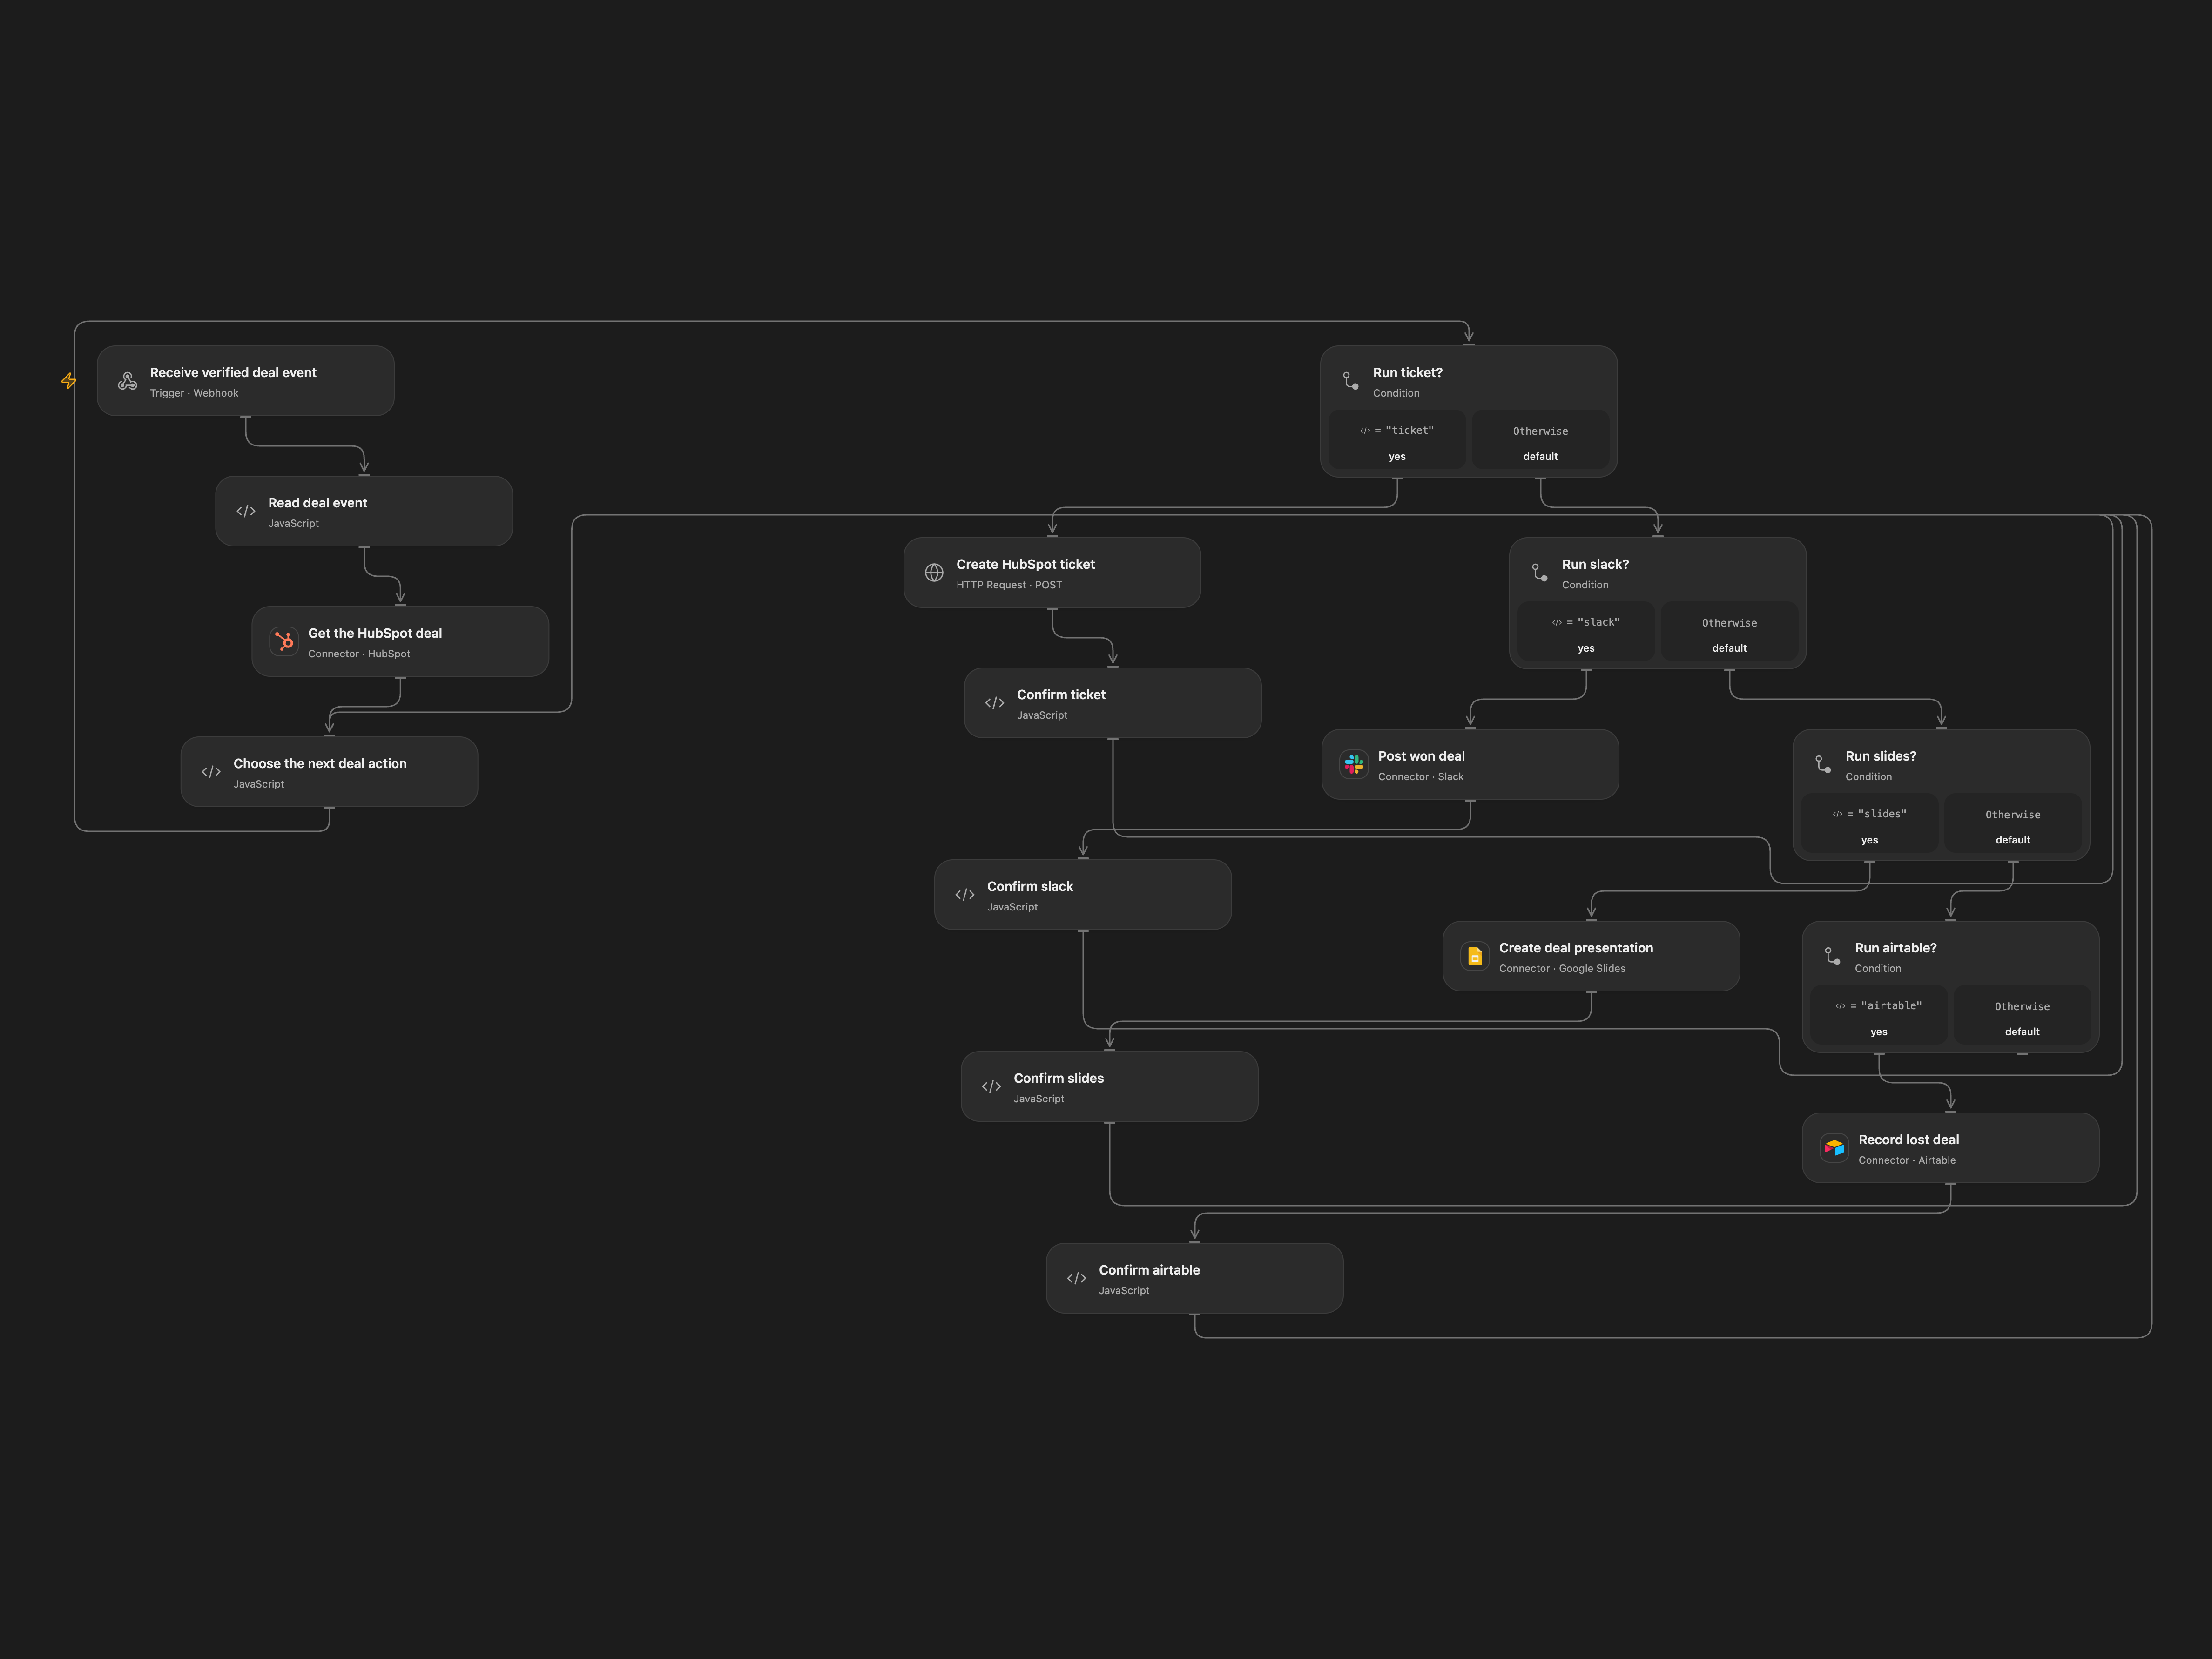 Receive verified deal event
Trigger · Webhook
Read deal event
JavaScript
Get the HubSpot deal
Connector · HubSpot
Choose the next deal action
JavaScript
Run ticket?
Condition
</> = "ticket"
yes
Otherwise
default
Create HubSpot ticket
HTTP Request · POST
Confirm ticket
JavaScript
Run slack?
Condition
</> = "slack"
yes
Otherwise
default
Post won deal
Connector · Slack
Confirm slack
JavaScript
Run slides?
Condition
</> = "slides"
yes
Otherwise
default
Create deal presentation
Connector · Google Slides
Confirm slides
JavaScript
Run airtable?
Condition
</> = "airtable"
yes
Otherwise
default
Record lost deal
Connector · Airtable
Confirm airtable
JavaScript